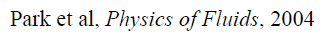 Park et al, Physics of Fluids, 2004